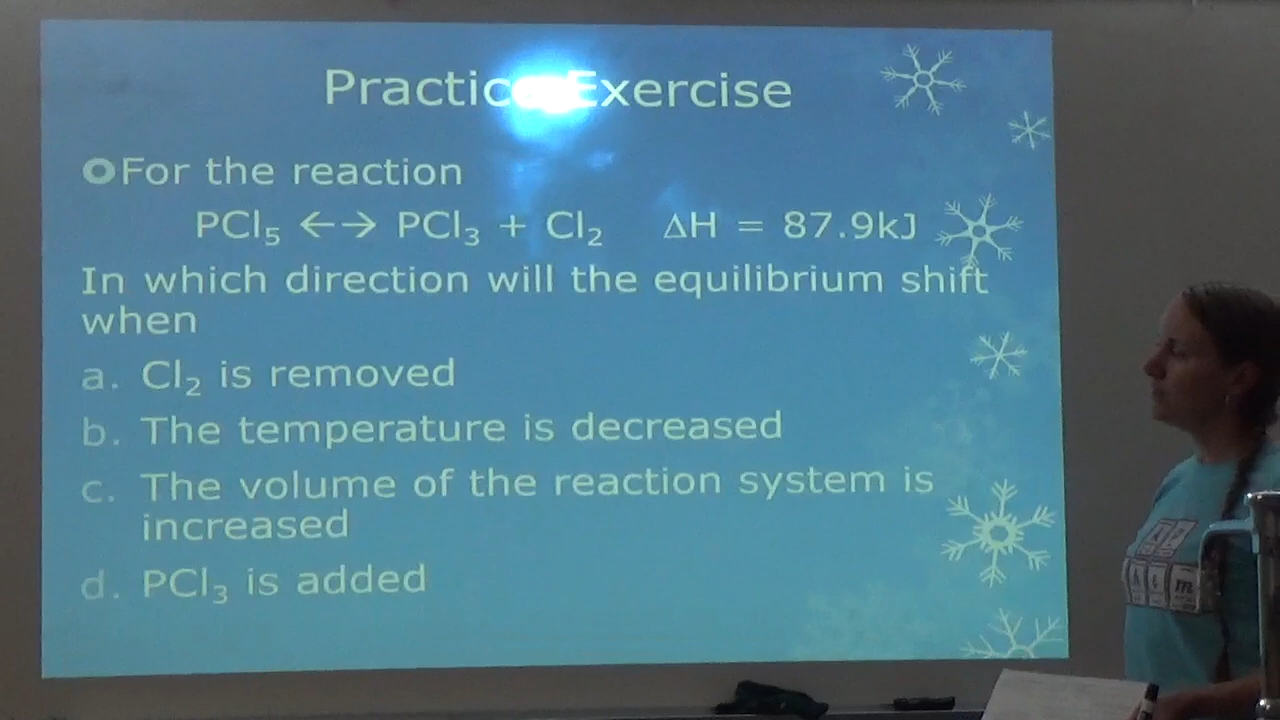 Practice Exercise
For the reaction
PCl₅ ←→ PCl₃ + Cl₂ ΔH = 87.9kJ
In which direction will the equilibrium shift
when
a. Cl₂ is removed
b. The temperature is decreased
c. The volume of the reaction system is
increased
d. PCl₃ is added